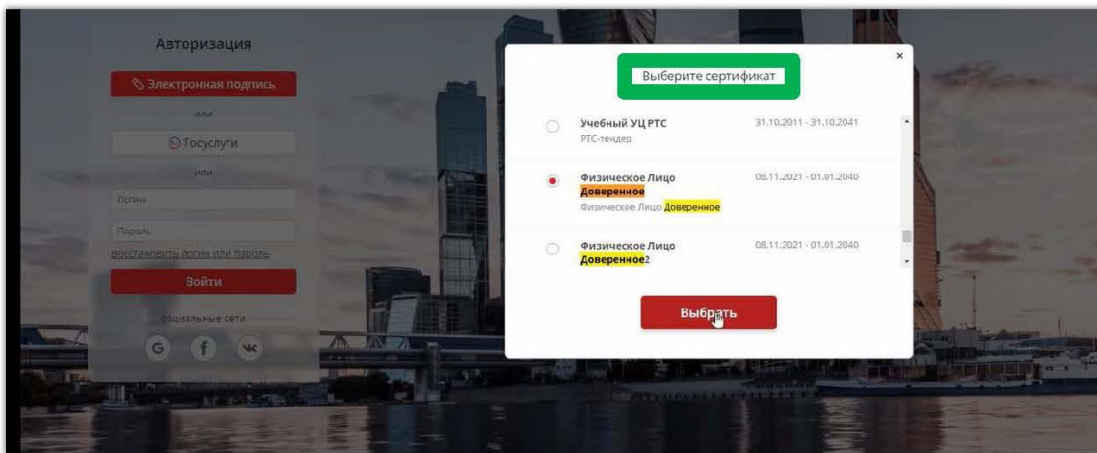 Авторизация
Электронная подпись
или
Госуслуги
или
Логин
Пароль
Восстановить логин или пароль
Войти
социальные сети
G f
Выберите сертификат
×
Учебный УЦ РТС 31.10.2011 - 31.10.2041
РТС-тендер
Физическое Лицо 08.11.2021 - 01.01.2040
Доверенное
Физическое Лицо Доверенное
Физическое Лицо 08.11.2021 - 01.01.2040
Доверенное2
Выбрать